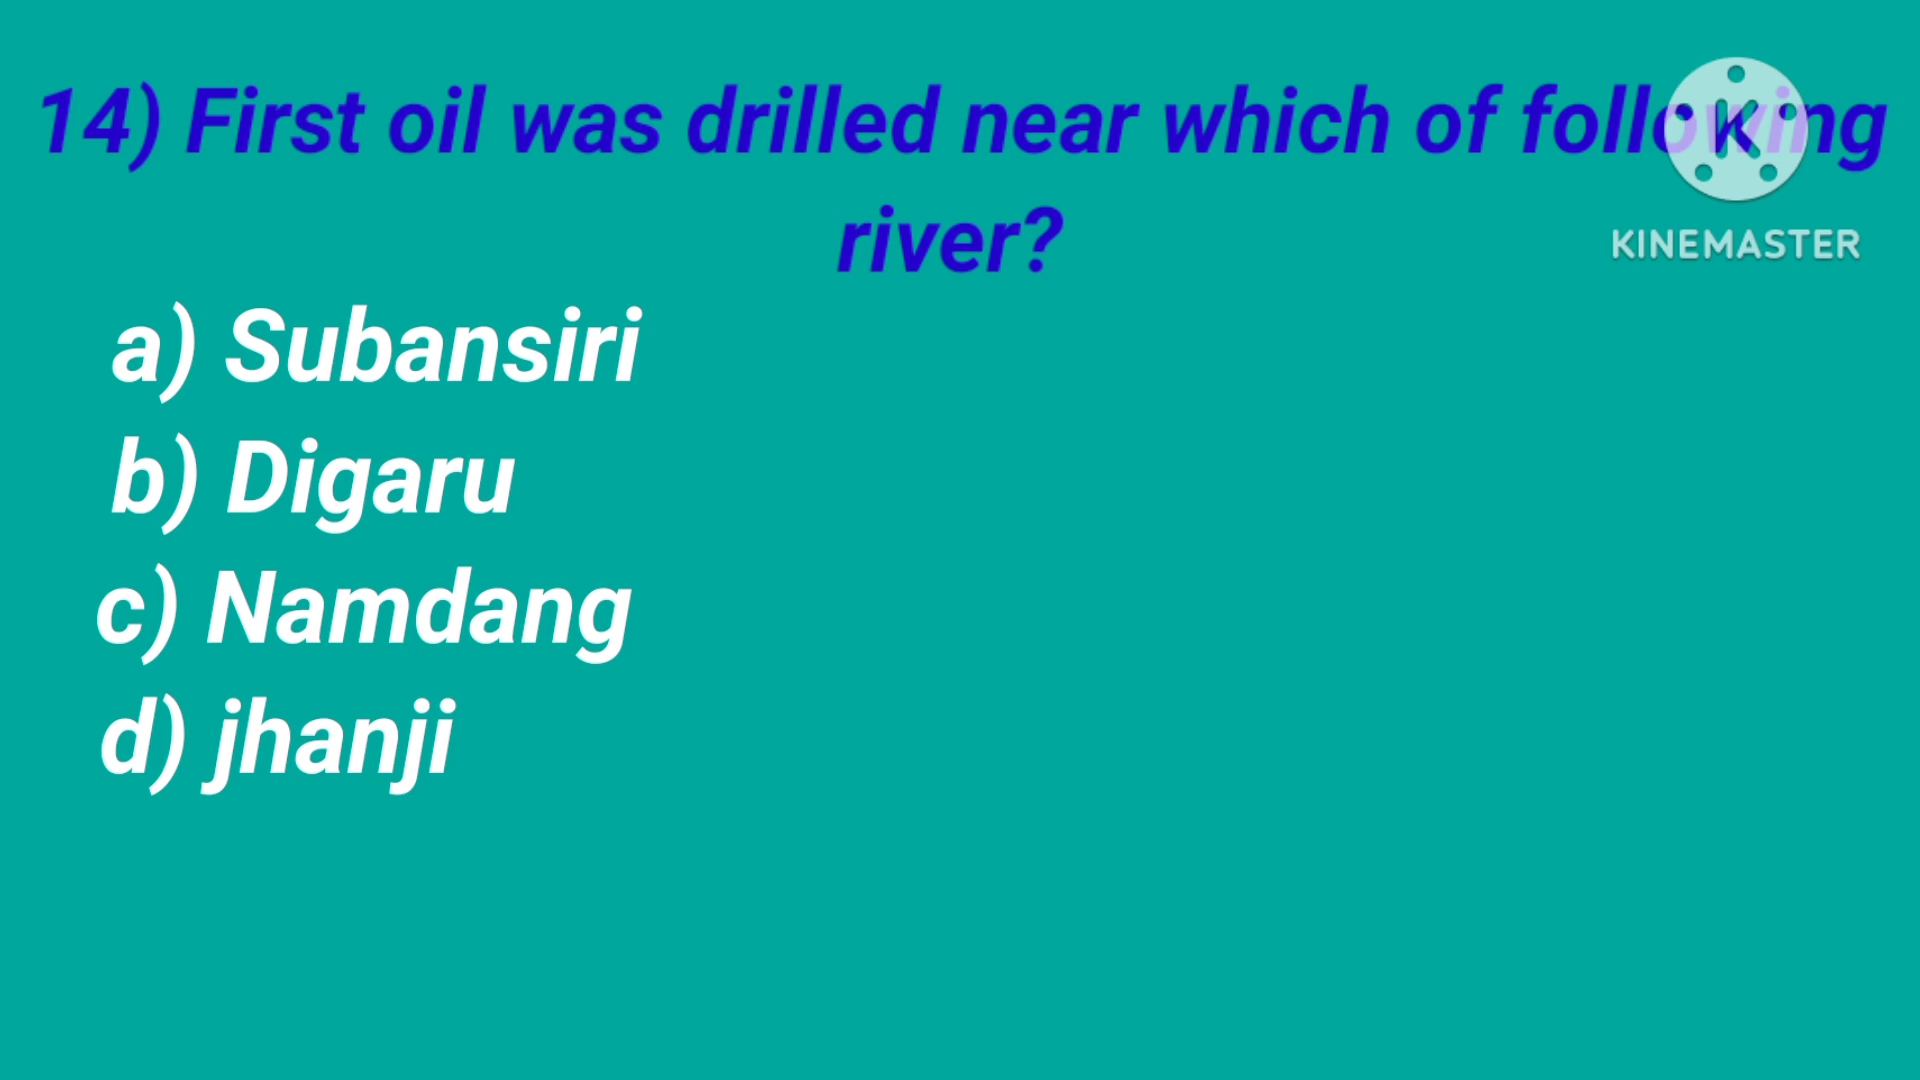 14) First oil was drilled near which of following
river?
KINEMASTER
a) Subansiri
b) Digaru
c) Namdang
d) jhanji